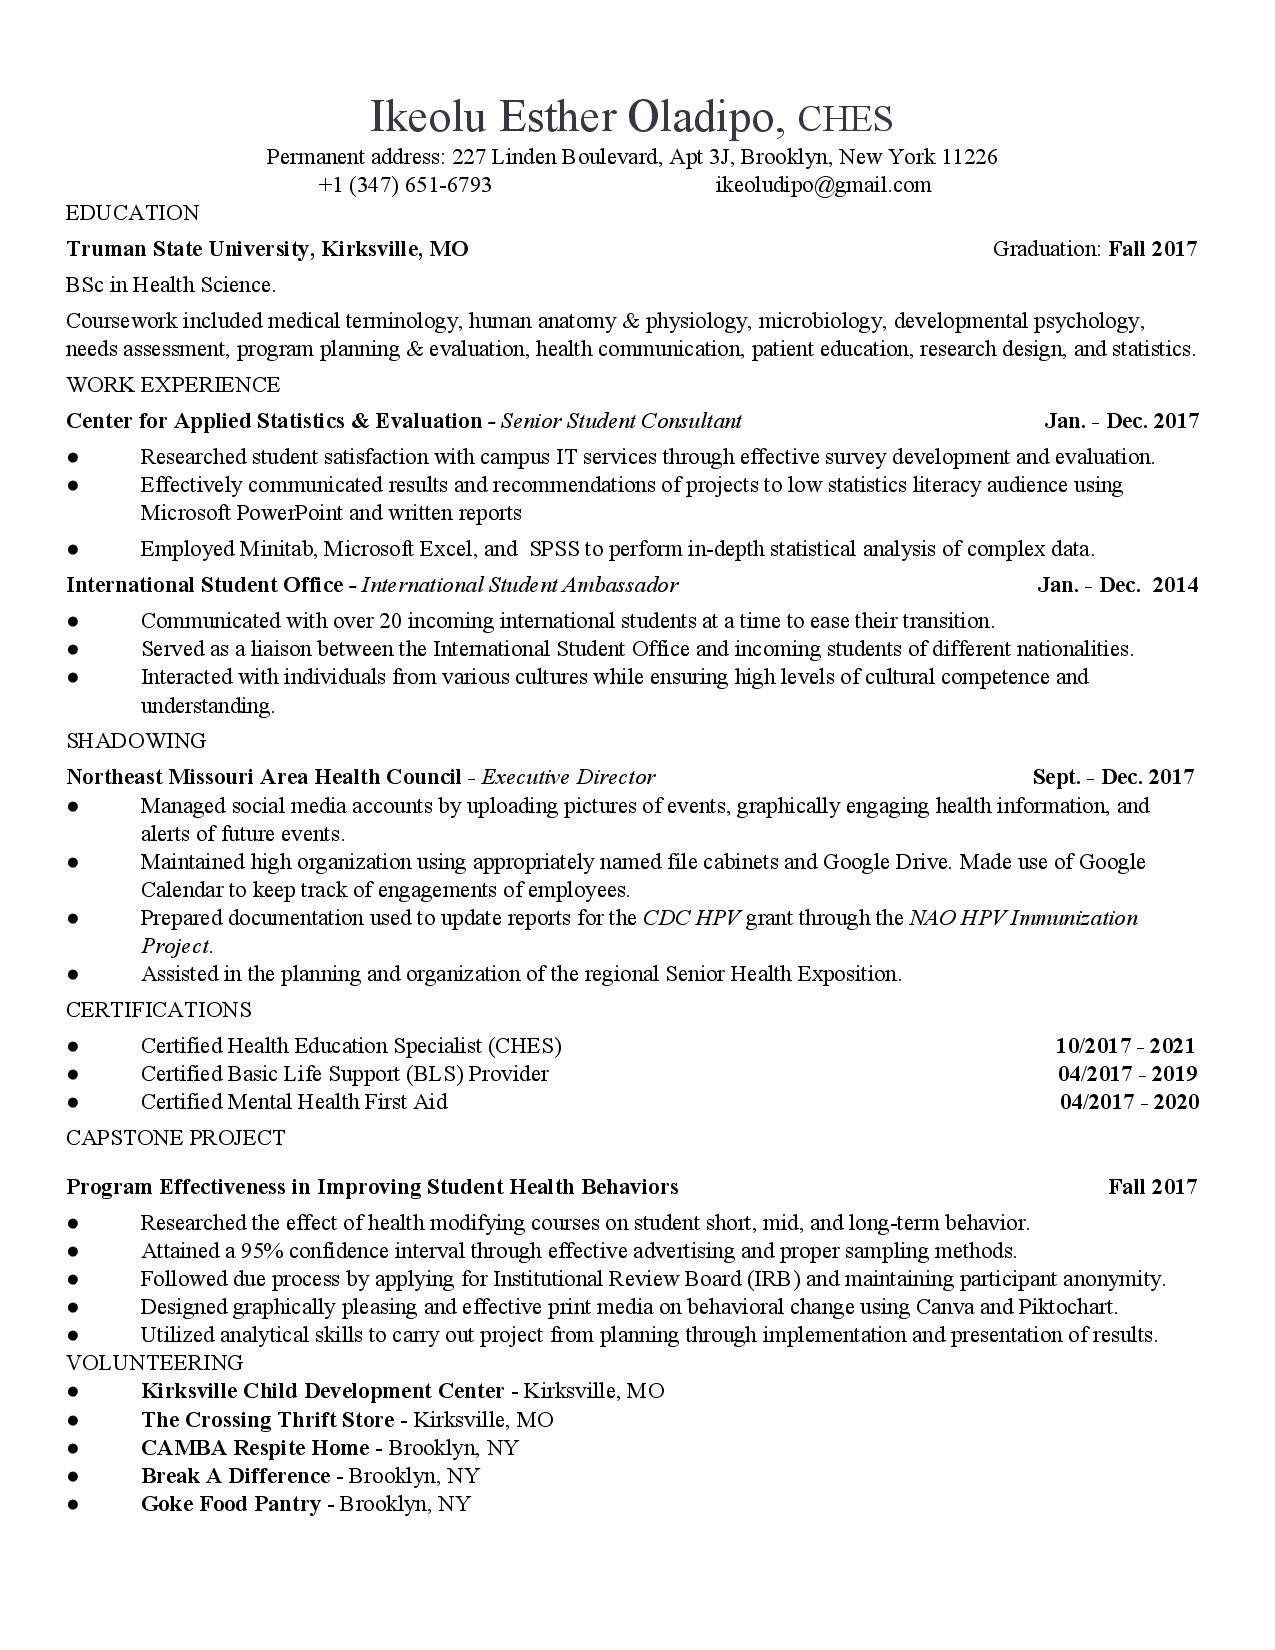 Ikeolu Esther Oladipo, CHES
Permanent address: 227 Linden Boulevard, Apt 3J, Brooklyn, New York 11226
+1 (347) 651-6793 ikeoludipo@gmail.com
EDUCATION
Truman State University, Kirksville, MO Graduation: Fall 2017
BSc in Health Science.
Coursework included medical terminology, human anatomy & physiology, microbiology, developmental psychology,
needs assessment, program planning & evaluation, health communication, patient education, research design, and statistics.
WORK EXPERIENCE
Center for Applied Statistics & Evaluation - Senior Student Consultant Jan. - Dec. 2017
● Researched student satisfaction with campus IT services through effective survey development and evaluation.
● Effectively communicated results and recommendations of projects to low statistics literacy audience using
Microsoft PowerPoint and written reports
● Employed Minitab, Microsoft Excel, and SPSS to perform in-depth statistical analysis of complex data.
International Student Office - International Student Ambassador Jan. - Dec. 2014
● Communicated with over 20 incoming international students at a time to ease their transition.
● Served as a liaison between the International Student Office and incoming students of different nationalities.
● Interacted with individuals from various cultures while ensuring high levels of cultural competence and
understanding.
SHADOWING
Northeast Missouri Area Health Council - Executive Director Sept. - Dec. 2017
● Managed social media accounts by uploading pictures of events, graphically engaging health information, and
alerts of future events.
● Maintained high organization using appropriately named file cabinets and Google Drive. Made use of Google
Calendar to keep track of engagements of employees.
● Prepared documentation used to update reports for the CDC HPV grant through the NAO HPV Immunization
Project.
● Assisted in the planning and organization of the regional Senior Health Exposition.
CERTIFICATIONS
● Certified Health Education Specialist (CHES) 10/2017 - 2021
● Certified Basic Life Support (BLS) Provider 04/2017 - 2019
● Certified Mental Health First Aid 04/2017 - 2020
CAPSTONE PROJECT
Program Effectiveness in Improving Student Health Behaviors Fall 2017
● Researched the effect of health modifying courses on student short, mid, and long-term behavior.
● Attained a 95% confidence interval through effective advertising and proper sampling methods.
● Followed due process by applying for Institutional Review Board (IRB) and maintaining participant anonymity.
● Designed graphically pleasing and effective print media on behavioral change using Canva and Piktochart.
● Utilized analytical skills to carry out project from planning through implementation and presentation of results.
VOLUNTEERING
● Kirksville Child Development Center - Kirksville, MO
● The Crossing Thrift Store - Kirksville, MO
● CAMBA Respite Home - Brooklyn, NY
● Break A Difference - Brooklyn, NY
● Goke Food Pantry - Brooklyn, NY